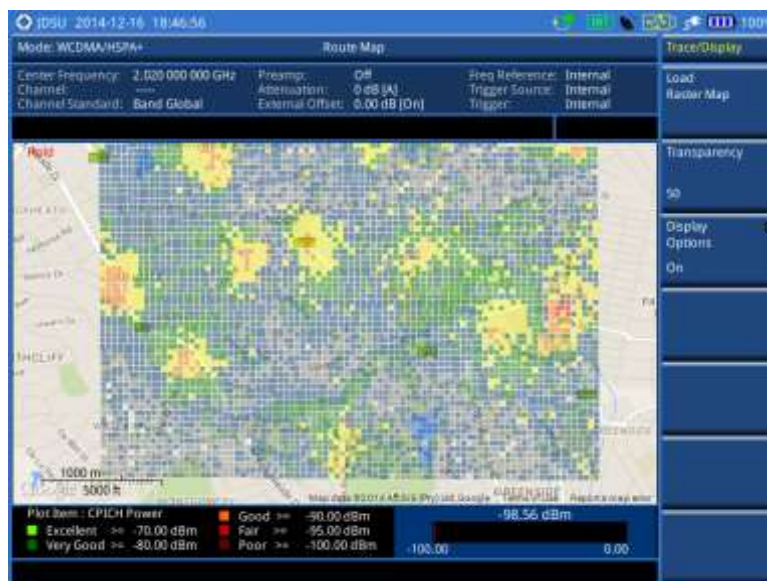 JDSU 2014-12-16 18:46:56
100%
Mode: WCDMA/HSPA+
Route Map
Trace/Display
Center Frequency: 2.020 000 000 GHz
Preamp: Off
Freq Reference: Internal
Channel: -----
Attenuation: 0 dB [A]
Trigger Source: Internal
Channel Standard: Band Global
External Offset: 0.00 dB [On]
Trigger: Internal
Load
Raster Map
Transparency
50
Display
Options
On
1000 m
5000 ft
GREENSIDE
Report a map error
Plot Item : CPICH Power
Excellent >= -70.00 dBm
Very Good >= -80.00 dBm
Good >= -90.00 dBm
Fair >= -95.00 dBm
Poor >= -100.00 dBm
-98.56 dBm
-100.00
0.00